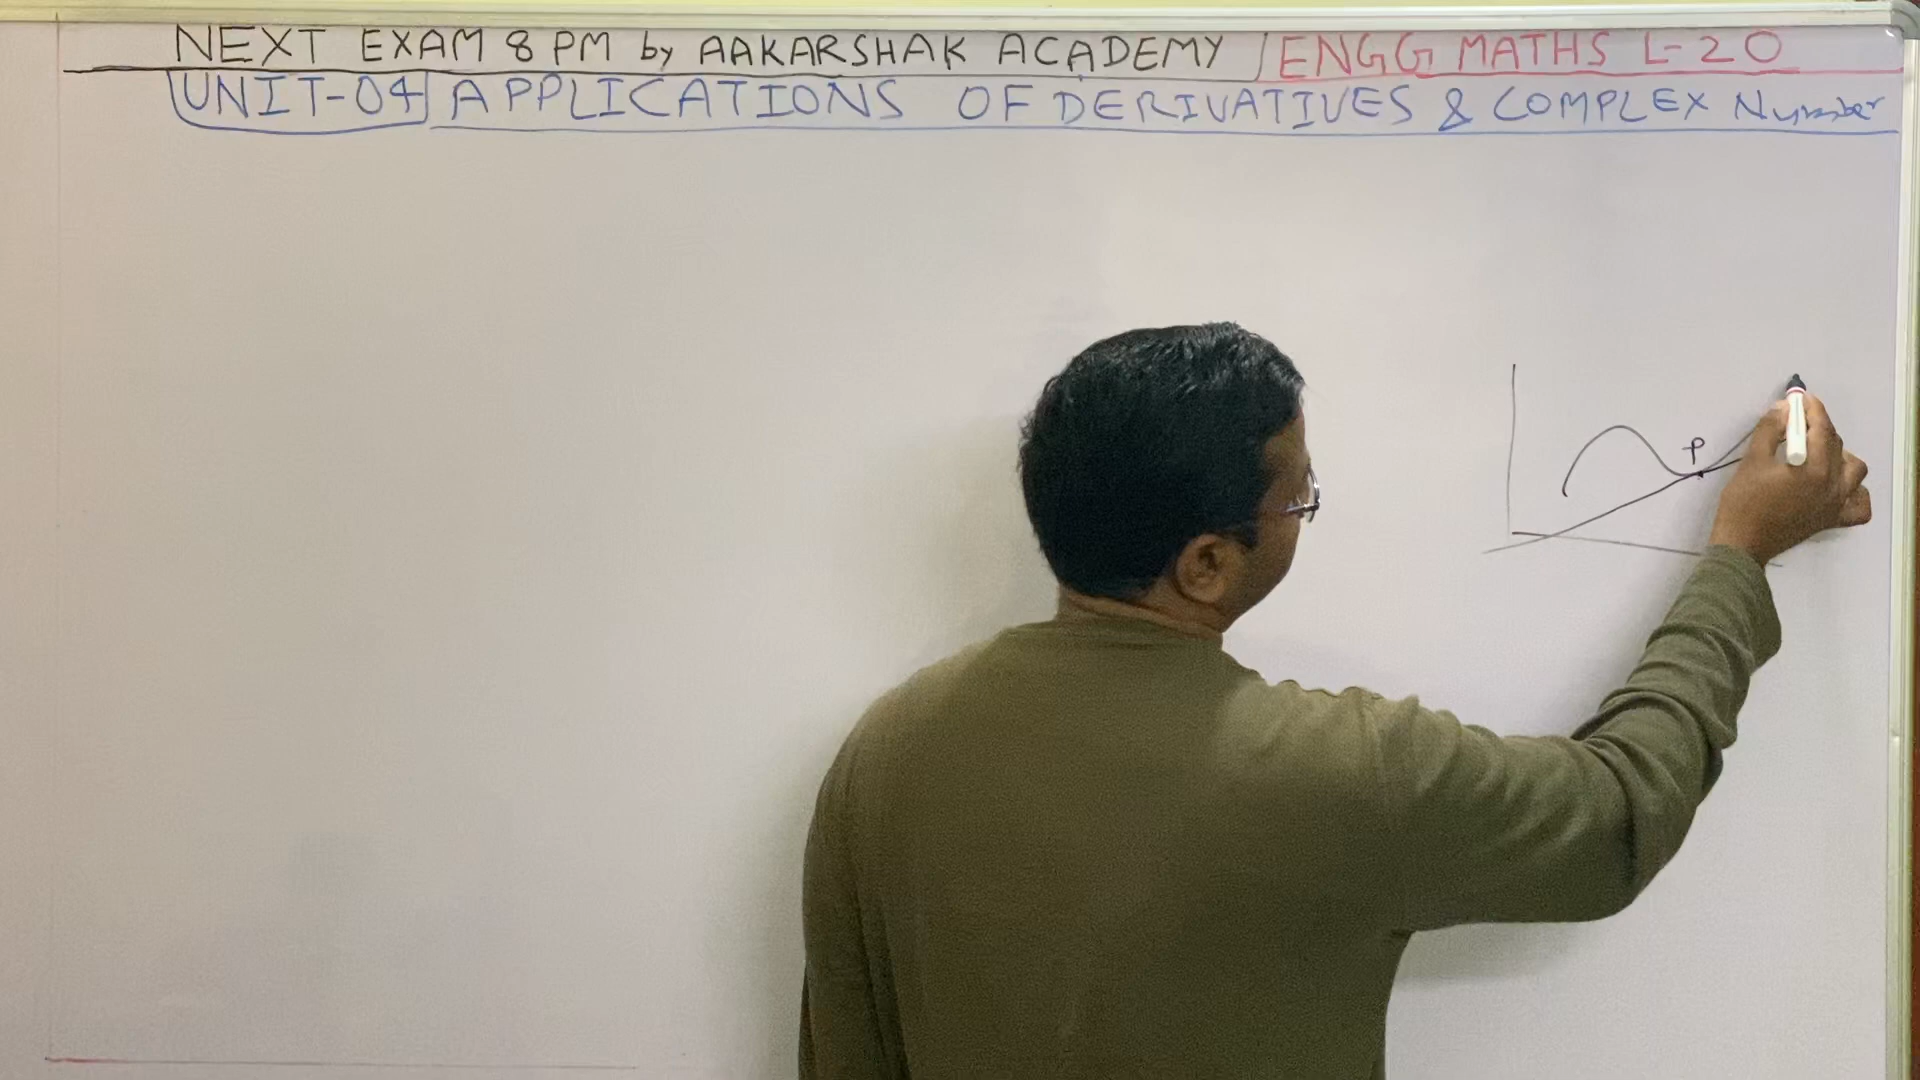 NEXT EXAM 8 PM by AAKARSHAK ACADEMY ENGG MATHS L-20
UNIT-04 APPLICATIONS OF DERIVATIVES & COMPLEX Number
P